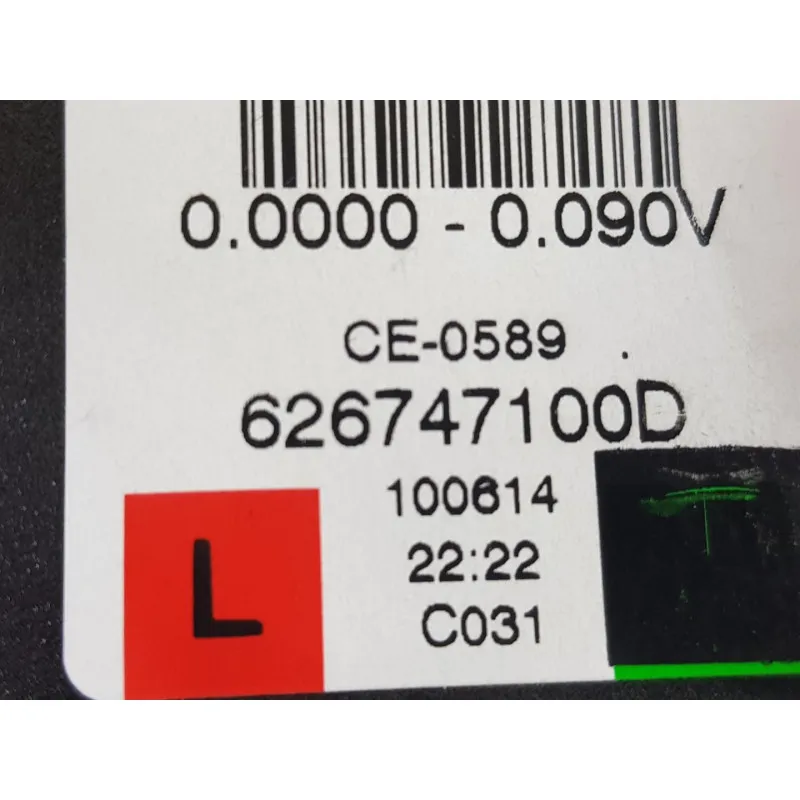 0.0000 - 0.090V
CE-0589
626747100D
100614
22:22
L
C031